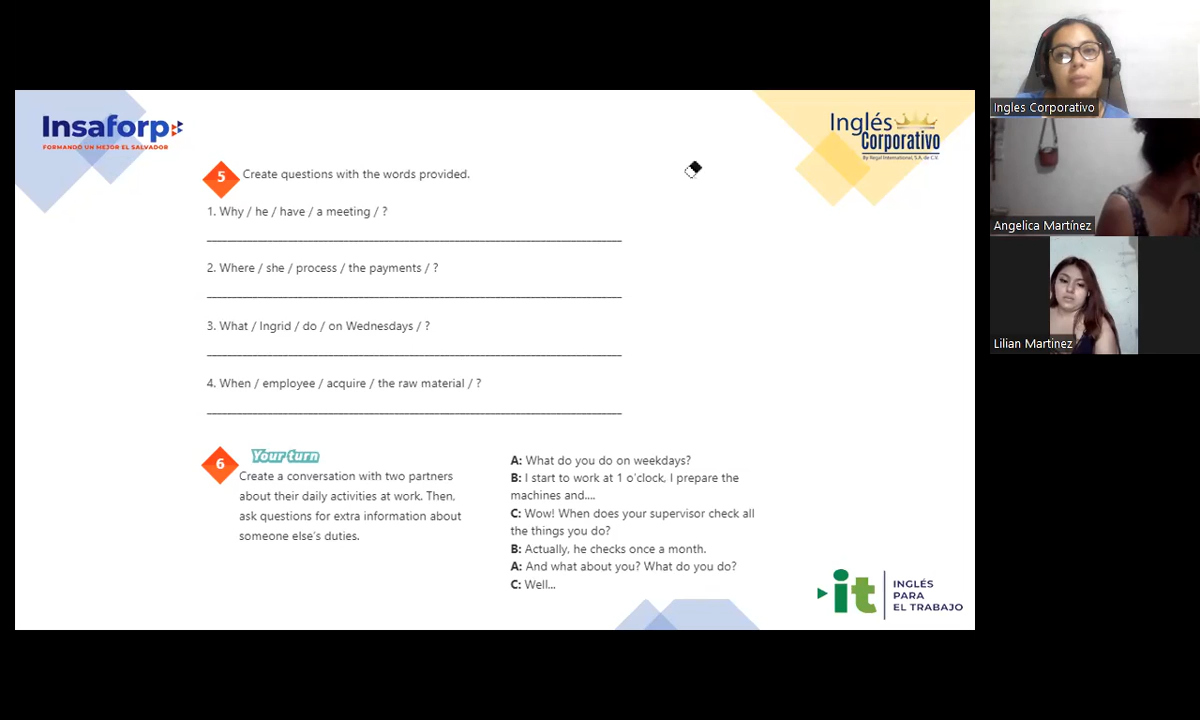 Insaforp
FORMANDO UN MEJOR EL SALVADOR
Inglés
Corporativo
By Regal International, S.A. de C.V.
5
Create questions with the words provided.
1. Why / he / have / a meeting / ?
2. Where / she / process / the payments / ?
3. What / Ingrid / do / on Wednesdays / ?
4. When / employee / acquire / the raw material / ?
6
Your turn
Create a conversation with two partners
about their daily activities at work. Then,
ask questions for extra information about
someone else's duties.
A: What do you do on weekdays?
B: I start to work at 1 o'clock, I prepare the
machines and....
C: Wow! When does your supervisor check all
the things you do?
B: Actually, he checks once a month.
A: And what about you? What do you do?
C: Well...
it
INGLÉS
PARA
EL TRABAJO
Ingles Corporativo
Angelica Martínez
Lilian Martinez